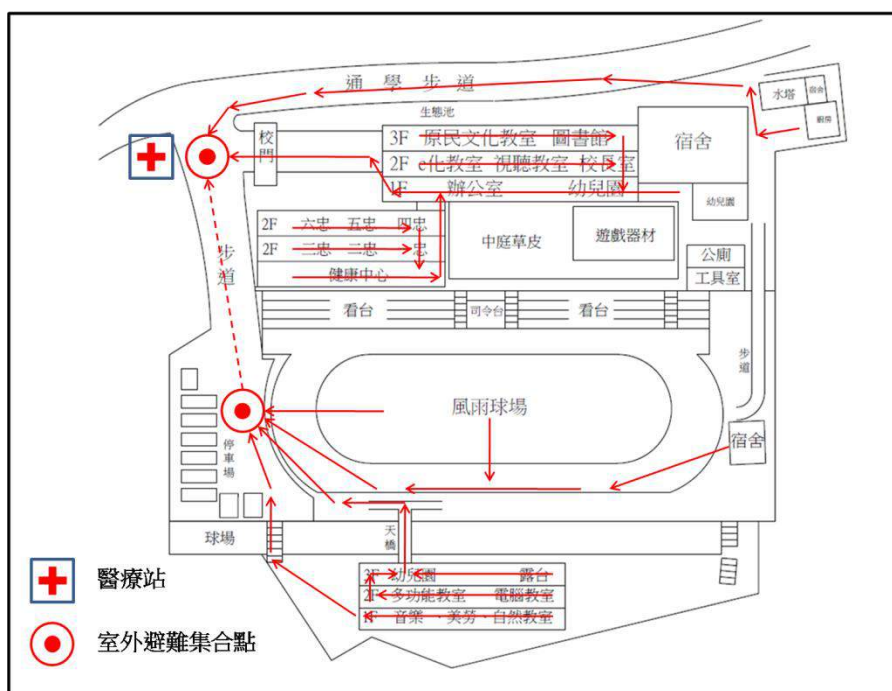 通學步道
水塔
宿舍
廚房
生態池
校門
3F 原民文化教室 圖書館
2F e化教室 視聽教室 校長室
1F 辦公室 幼兒園
宿舍
幼兒園
2F 六忠 五忠 四忠
2F 三忠 二忠 忠
健康中心
中庭草皮
遊戲器材
公廁
工具室
步道
看台
司令台
看台
步道
風雨球場
停車場
宿舍
球場
天橋
3F 幼兒園 露台
2F 多功能教室 電腦教室
1F 音樂、美勞、自然教室
醫療站
室外避難集合點